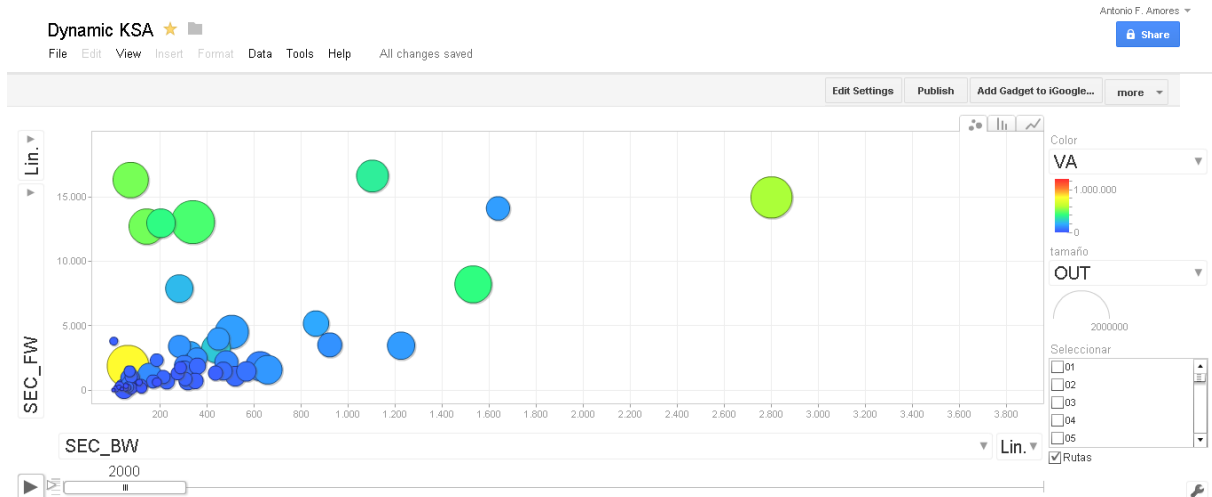 Antonio F. Amores
Dynamic KSA
Share
File Edit View Insert Format Data Tools Help All changes saved
Edit Settings Publish Add Gadget to iGoogle... more
Lin.
SEC_FW
15.000
10.000
5.000
0
200 400 600 800 1.000 1.200 1.400 1.600 1.800 2.000 2.200 2.400 2.600 2.800 3.000 3.200 3.400 3.600 3.800
SEC_BW Lin.
2000
Color
VA
1.000.000
0
tamaño
OUT
2000000
Seleccionar
01
02
03
04
05
Rutas